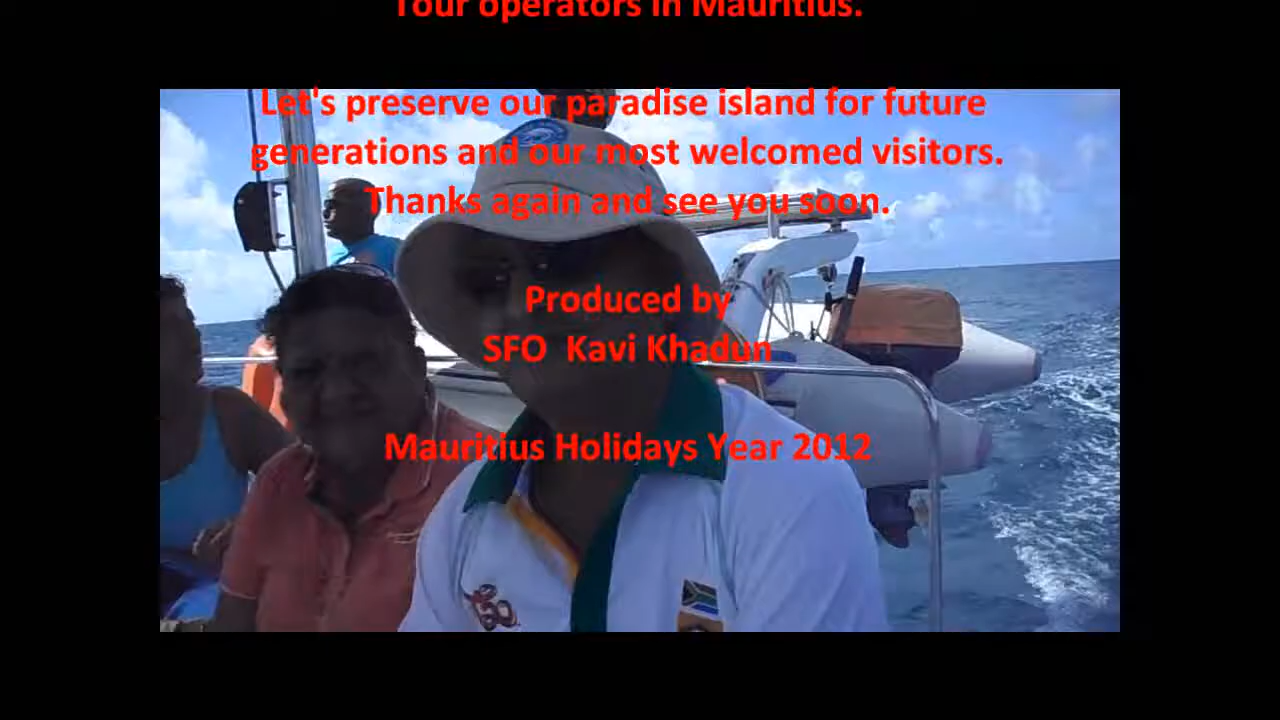 Tour operators in Mauritius.
Let's preserve our paradise island for future
generations and our most welcomed visitors.
Thanks again and see you soon.
Produced by
SFO Kavi Khadun
Mauritius Holidays Year 2012